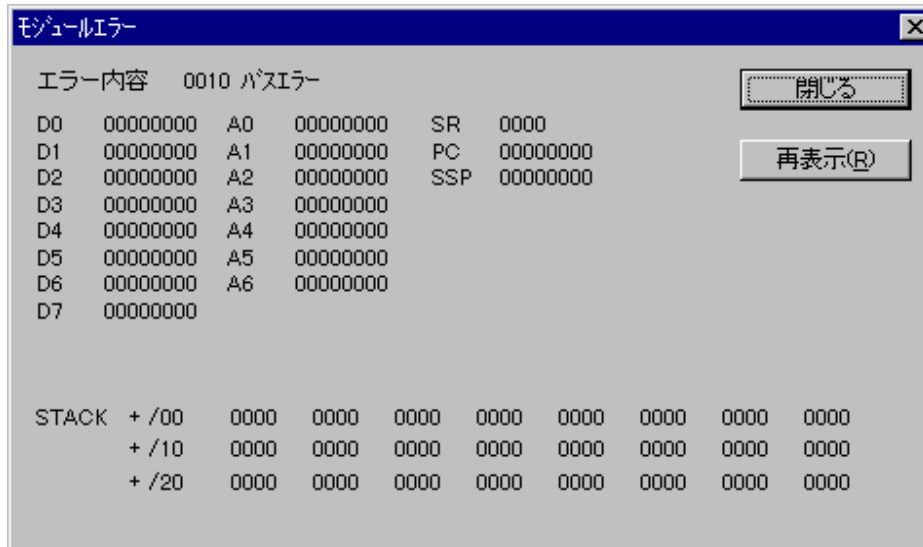 モジュールエラー
エラー内容 0010 バスエラー
閉じる
D0 00000000 A0 00000000 SR 0000
D1 00000000 A1 00000000 PC 00000000
再表示(R)
D2 00000000 A2 00000000 SSP 00000000
D3 00000000 A3 00000000
D4 00000000 A4 00000000
D5 00000000 A5 00000000
D6 00000000 A6 00000000
D7 00000000
STACK + /00 0000 0000 0000 0000 0000 0000 0000 0000
+ /10 0000 0000 0000 0000 0000 0000 0000 0000
+ /20 0000 0000 0000 0000 0000 0000 0000 0000